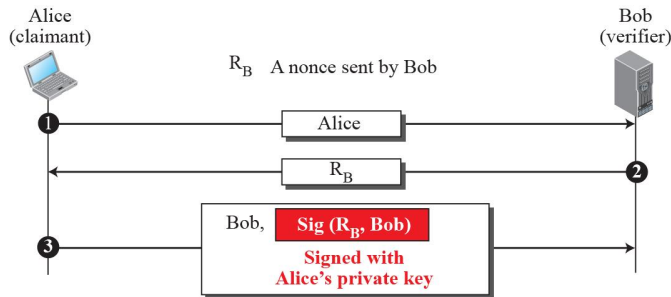 Alice
(claimant)
Bob
(verifier)
R_B A nonce sent by Bob
1
Alice
R_B
2
3
Bob, Sig (R_B, Bob)
Signed with
Alice's private key